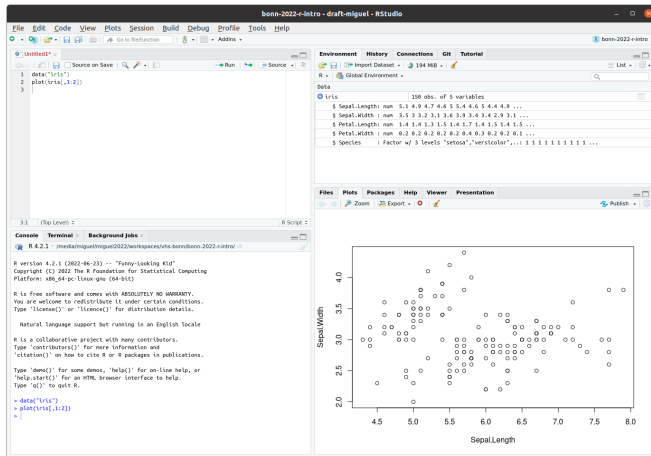 bonn-2022-r-intro - draft-miguel - RStudio
File Edit Code View Plots Session Build Debug Profile Tools Help
Go to file/function Addins bonn-2022-r-intro
Untitled1*
Source on Save Run Source
1 data("iris")
2 plot(iris[,1:2])
3
3:1 (Top Level) R Script
Console Terminal Background Jobs
R 4.2.1 · /media/miguel/miguel2022/workspaces/vhs-bonn/bonn-2022-r-intro/
R version 4.2.1 (2022-06-23) -- "Funny-Looking Kid"
Copyright (C) 2022 The R Foundation for Statistical Computing
Platform: x86_64-pc-linux-gnu (64-bit)
R is free software and comes with ABSOLUTELY NO WARRANTY.
You are welcome to redistribute it under certain conditions.
Type 'license()' or 'licence()' for distribution details.
Natural language support but running in an English locale
R is a collaborative project with many contributors.
Type 'contributors()' for more information and
'citation()' on how to cite R or R packages in publications.
Type 'demo()' for some demos, 'help()' for on-line help, or
'help.start()' for an HTML browser interface to help.
Type 'q()' to quit R.
> data("iris")
> plot(iris[,1:2])
>
Environment History Connections Git Tutorial
Import Dataset 194 MiB List
R Global Environment
Data
iris 150 obs. of 5 variables
$ Sepal.Length: num 5.1 4.9 4.7 4.6 5 5.4 4.6 5 4.4 4.9 ...
$ Sepal.Width : num 3.5 3 3.2 3.1 3.6 3.9 3.4 3.4 2.9 3.1 ...
$ Petal.Length: num 1.4 1.4 1.3 1.5 1.4 1.7 1.4 1.5 1.4 1.5 ...
$ Petal.Width : num 0.2 0.2 0.2 0.2 0.2 0.4 0.3 0.2 0.2 0.1 ...
$ Species : Factor w/ 3 levels "setosa","versicolor",..: 1 1 1 1 1 1 1 1 1 1 ...
Files Plots Packages Help Viewer Presentation
Zoom Export Publish
Sepal.Width
4.0
3.5
3.0
2.5
2.0
4.5 5.0 5.5 6.0 6.5 7.0 7.5 8.0
Sepal.Length